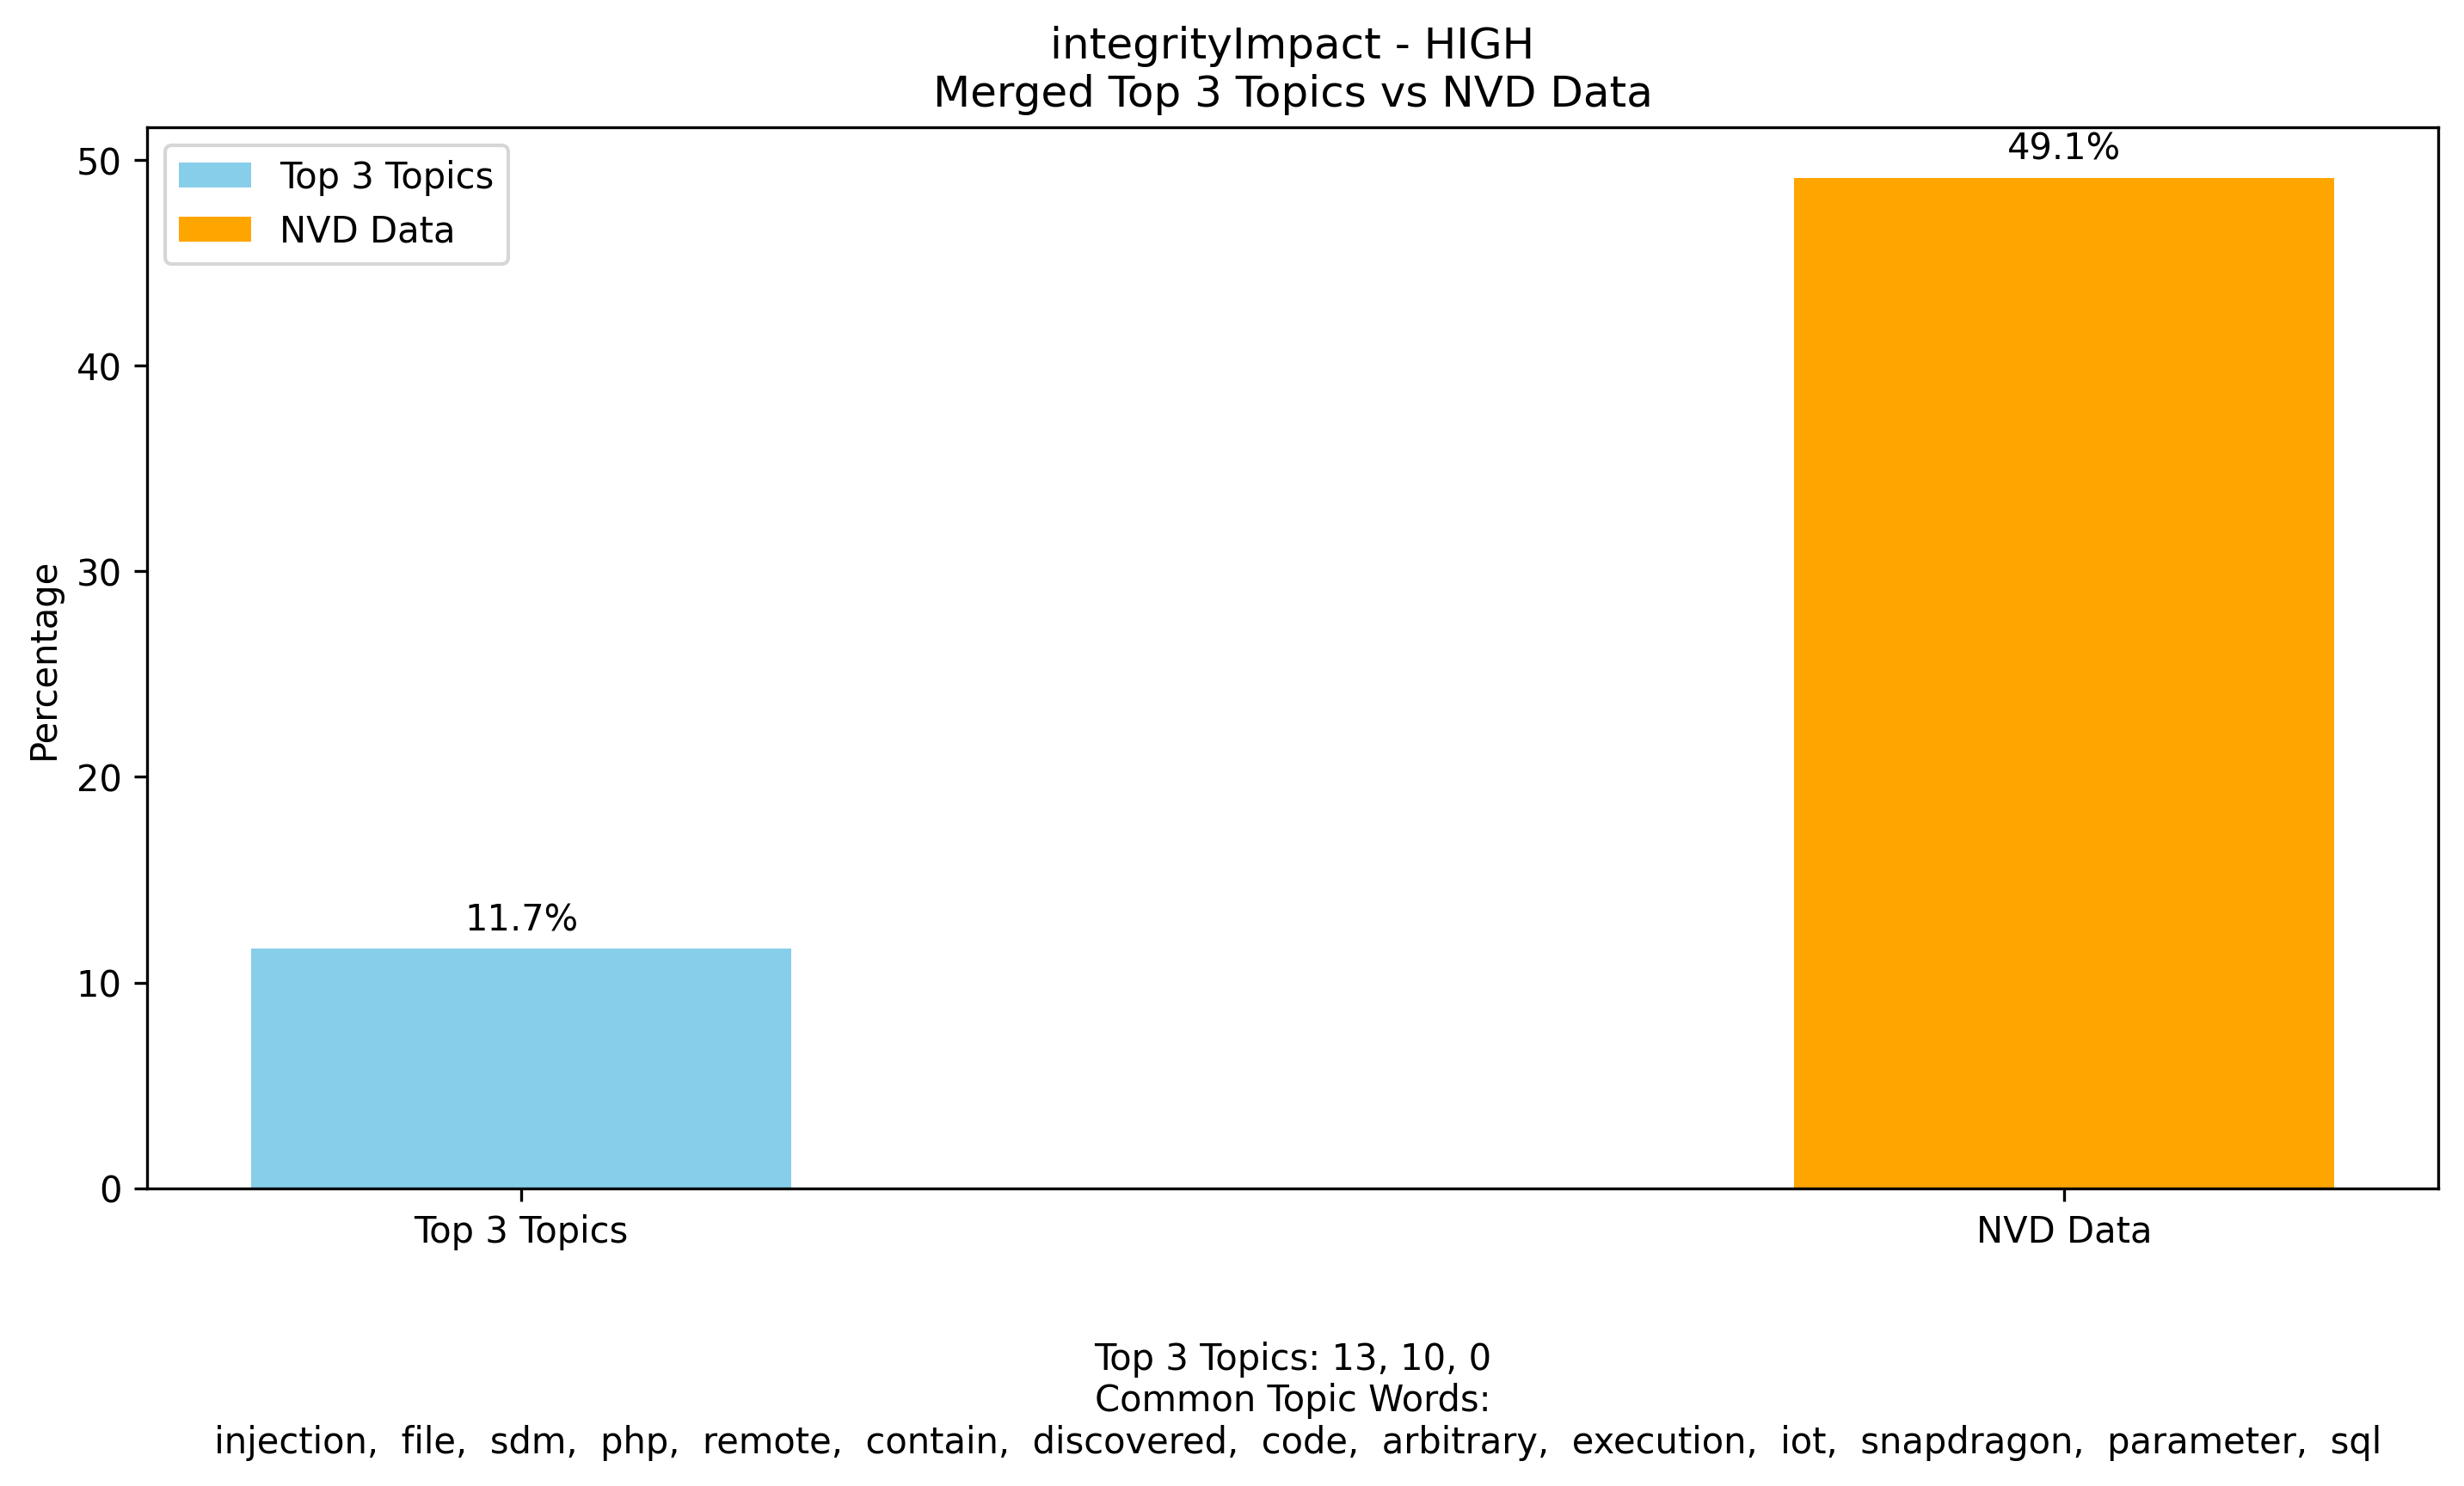 integrityImpact - HIGH
Merged Top 3 Topics vs NVD Data
Top 3 Topics
NVD Data
Percentage
50
40
30
20
10
0
11.7%
49.1%
Top 3 Topics
NVD Data
Top 3 Topics: 13, 10, 0
Common Topic Words:
injection, file, sdm, php, remote, contain, discovered, code, arbitrary, execution, iot, snapdragon, parameter, sql